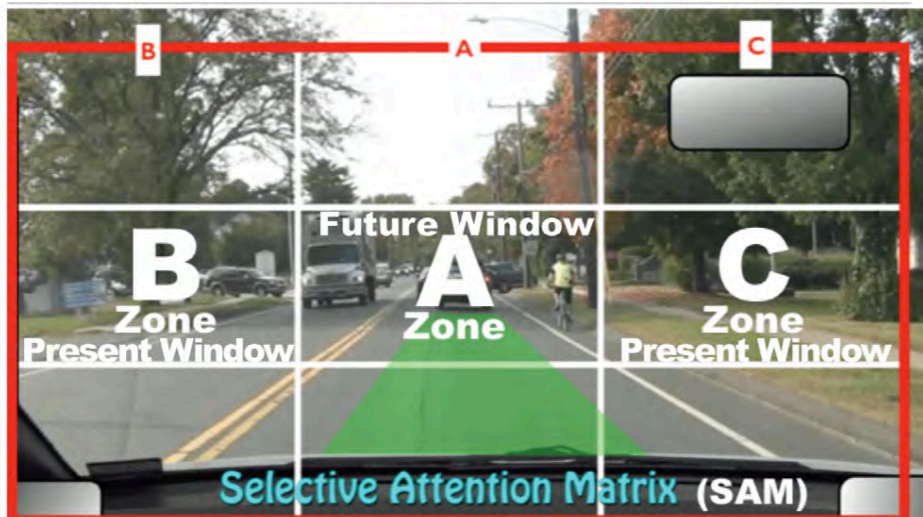 B
A
C
Future Window
B
A
C
Zone
Zone
Zone
Present Window
Present Window
Selective Attention Matrix (SAM)